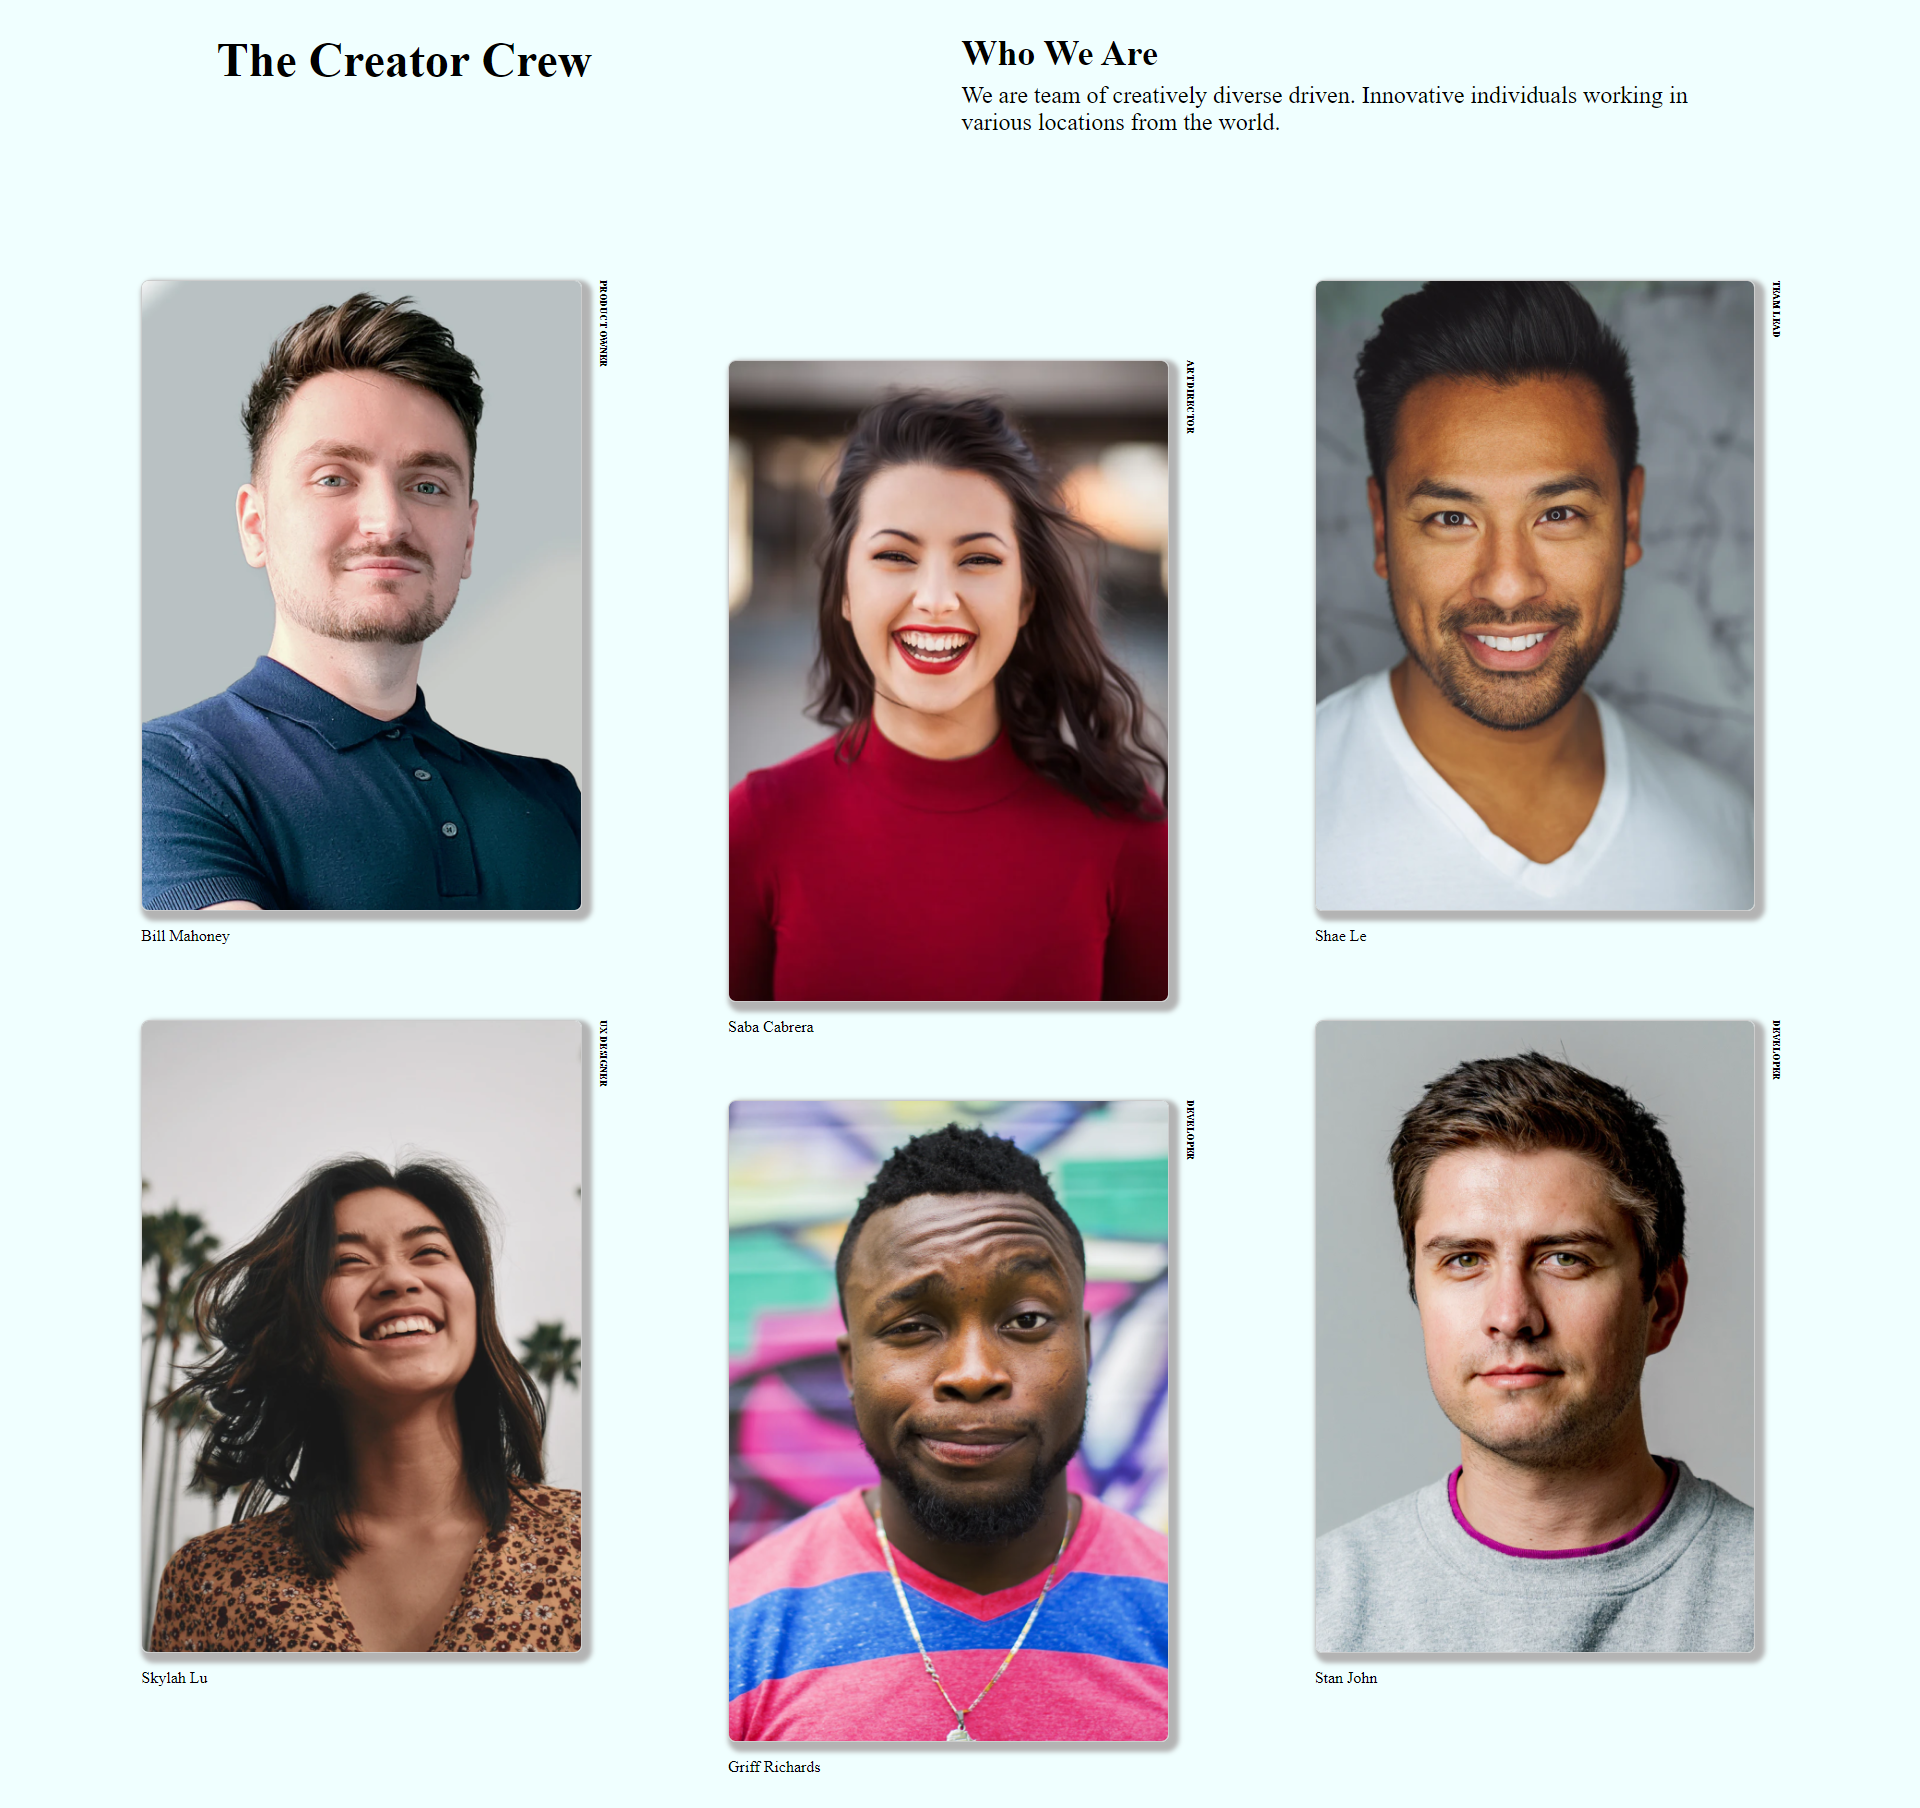 The Creator Crew
Who We Are
We are team of creatively diverse driven. Innovative individuals working in
various locations from the world.
PRODUCT OWNER
Bill Mahoney
ARTDIRECTOR
Saba Cabrera
TEAM LEAD
Shae Le
UX DESIGNER
Skylah Lu
DEVELOPER
Griff Richards
DEVELOPER
Stan John